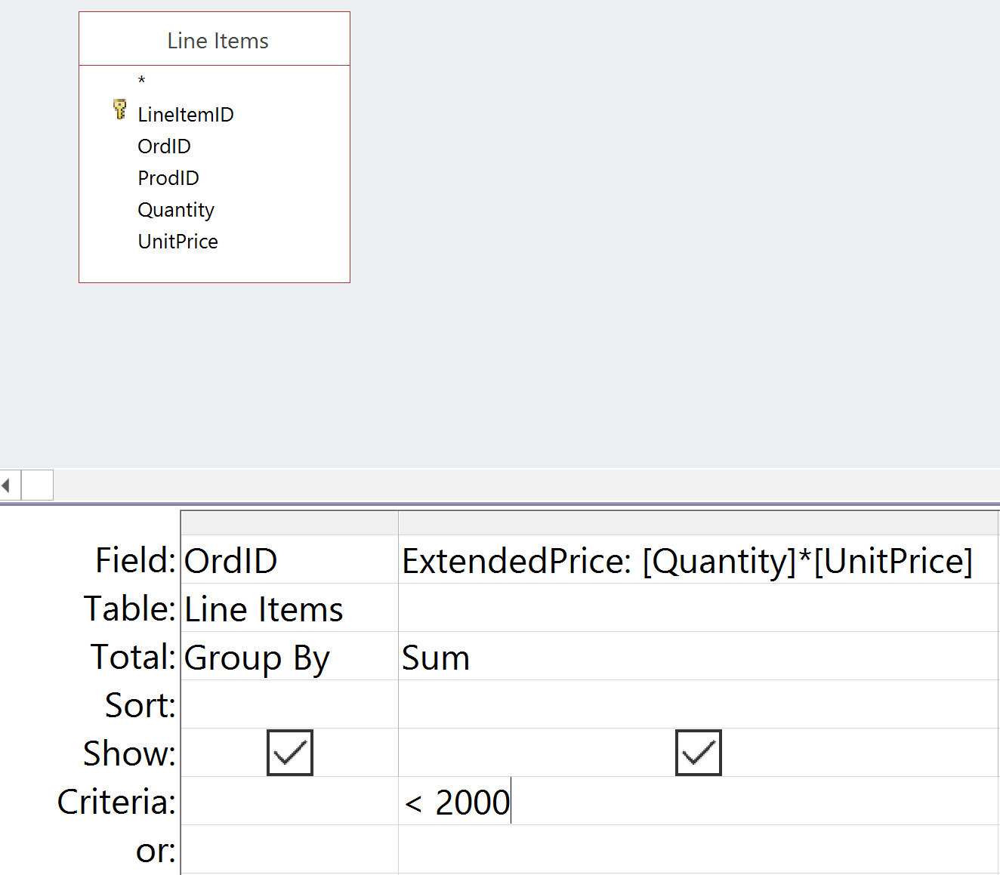 Line Items
*
LineItemID
OrdID
ProdID
Quantity
UnitPrice
Field: OrdID ExtendedPrice: [Quantity]*[UnitPrice]
Table: Line Items
Total: Group By Sum
Sort:
Show:
Criteria: < 2000
or: